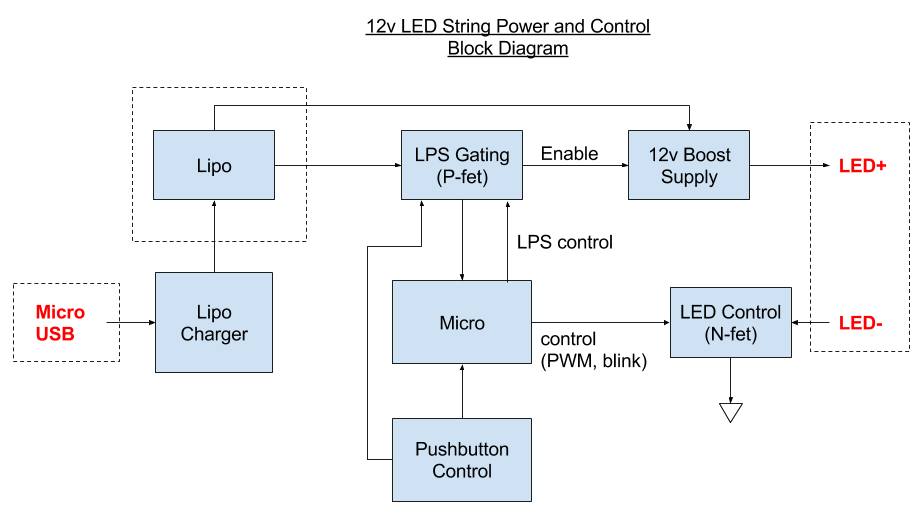 12v LED String Power and Control
Block Diagram
Lipo
LPS Gating
(P-fet)
Enable
12v Boost
Supply
LED+
LPS control
Micro
USB
Lipo
Charger
Micro
control
(PWM, blink)
LED Control
(N-fet)
LED-
Pushbutton
Control